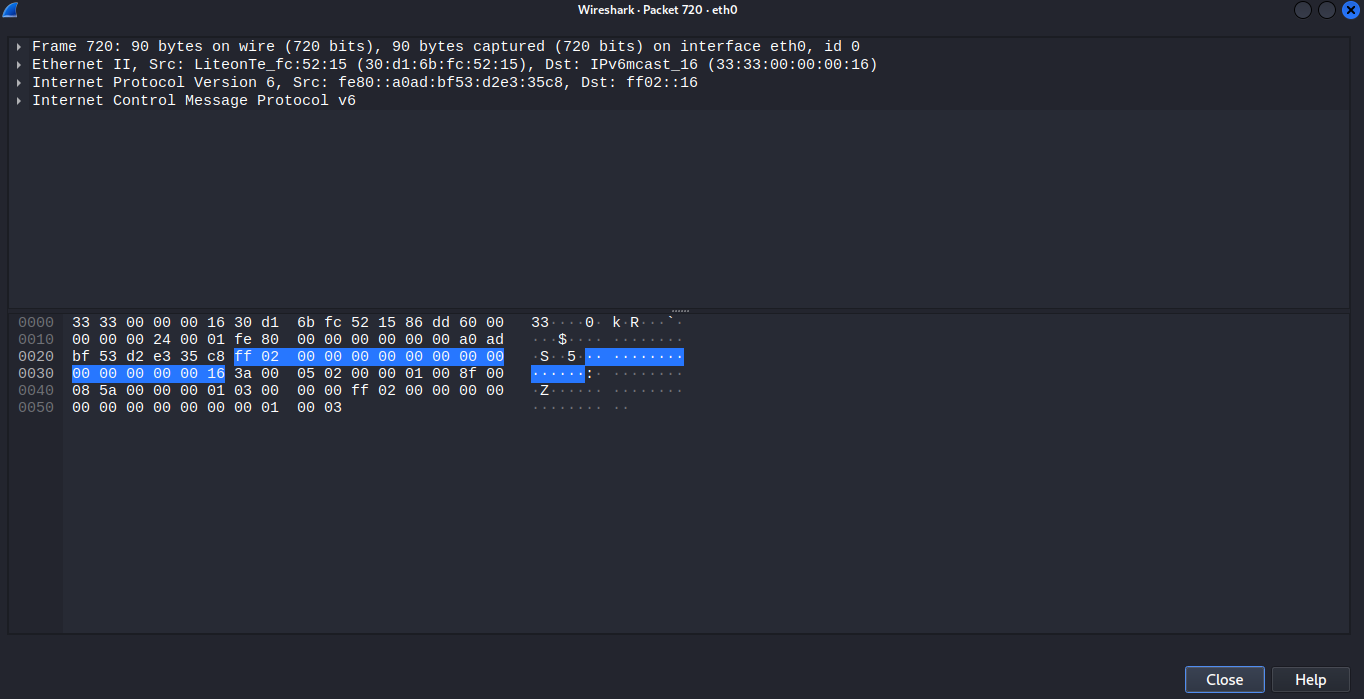 Wireshark · Packet 720 · eth0
Frame 720: 90 bytes on wire (720 bits), 90 bytes captured (720 bits) on interface eth0, id 0
Ethernet II, Src: LiteonTe_fc:52:15 (30:d1:6b:fc:52:15), Dst: IPv6mcast_16 (33:33:00:00:00:16)
Internet Protocol Version 6, Src: fe80::a0ad:bf53:d2e3:35c8, Dst: ff02::16
Internet Control Message Protocol v6
0000 33 33 00 00 00 16 30 d1 6b fc 52 15 86 dd 60 00 33····0· k·R···`·
0010 00 00 00 24 00 01 fe 80 00 00 00 00 00 00 a0 ad ···$···· ········
0020 bf 53 d2 e3 35 c8 ff 02 00 00 00 00 00 00 00 00 ·S··5··· ········
0030 00 00 00 00 00 16 3a 00 05 02 00 00 01 00 8f 00 ······:· ········
0040 08 5a 00 00 00 01 03 00 00 00 ff 02 00 00 00 00 ·Z······ ········
0050 00 00 00 00 00 00 00 01 00 03 ········ ··
Close Help